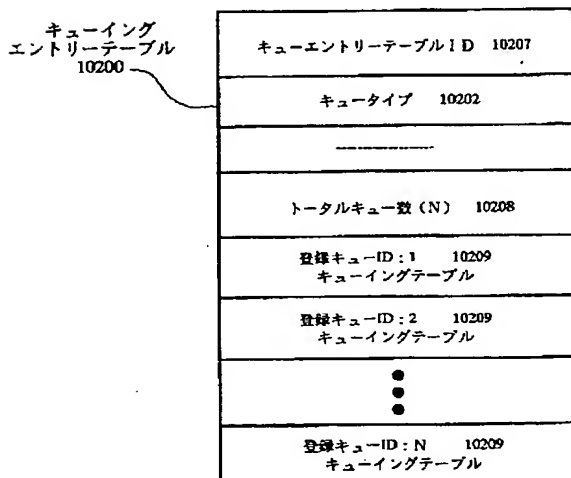 キューイング
エントリーテーブル
10200
キューエントリーテーブルID 10207
キュータイプ 10202
トータルキュー数(N) 10208
登録キューID:1 10209
キューイングテーブル
登録キューID:2 10209
キューイングテーブル
登録キューID:N 10209
キューイングテーブル